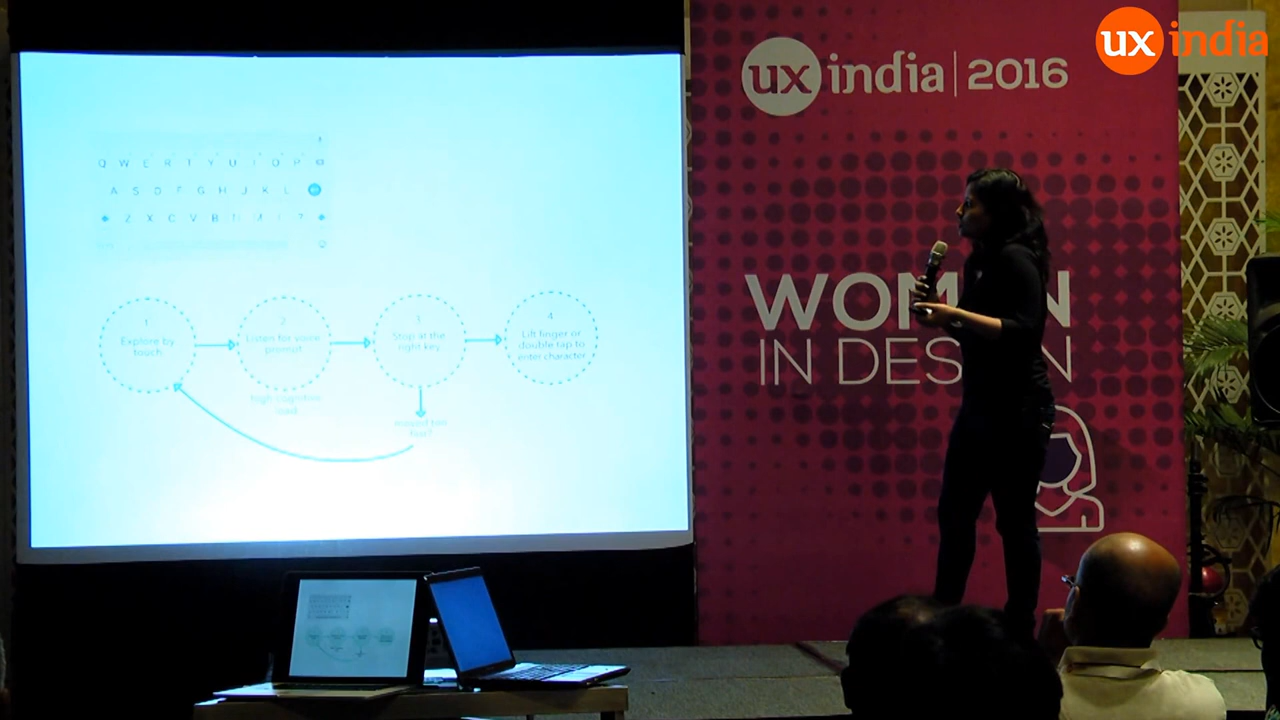 ux india
ux india | 2016
WOM N
IN DES N
Q W E R T Y U I O P
A S D F G H J K L
Z X C V B N M ?
1
Explore by
touch
2
Listen for voice
prompt
3
Stop at the
right key
4
Lift finger or
double tap to
enter character
high cognitive
load